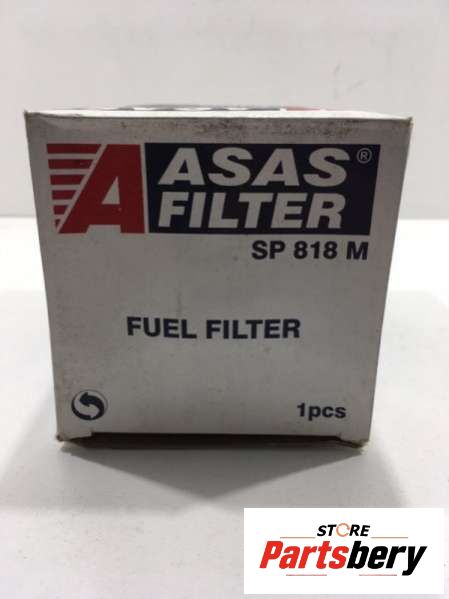 A ASAS®
FILTER
SP 818 M
FUEL FILTER
1pcs
STORE
Partsbery